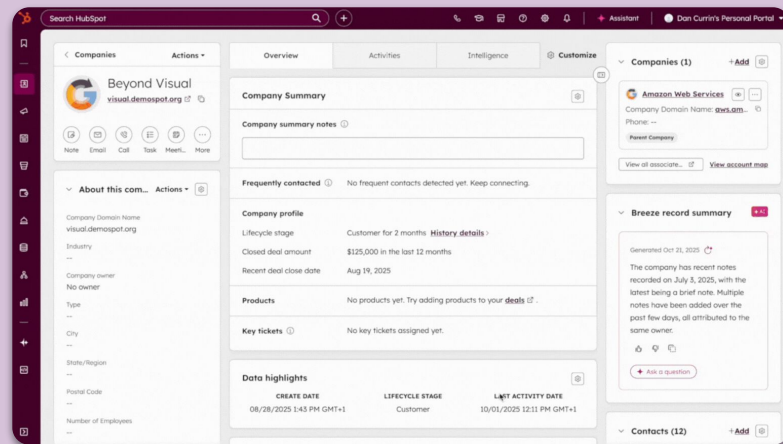 Search HubSpot
Assistant
Dan Currin's Personal Portal
Companies
Actions
Beyond Visual
visual.demospot.org
Note
Email
Call
Task
Meeti...
More
About this com...
Actions
Company Domain Name
visual.demospot.org
Industry
--
Company owner
No owner
Type
--
City
--
State/Region
--
Postal Code
--
Number of Employees
Overview
Activities
Intelligence
Customize
Company Summary
Company summary notes
Frequently contacted
No frequent contacts detected yet. Keep connecting.
Company profile
Lifecycle stage
Customer for 2 months History details
Closed deal amount
$125,000 in the last 12 months
Recent deal close date
Aug 19, 2025
Products
No products yet. Try adding products to your deals .
Key tickets
No key tickets assigned yet.
Data highlights
CREATE DATE
08/28/2025 1:43 PM GMT+1
LIFECYCLE STAGE
Customer
LAST ACTIVITY DATE
10/01/2025 12:11 PM GMT+1
Companies (1)
+Add
Amazon Web Services
Company Domain Name: aws.am...
Phone: --
Parent Company
View all associate...
View account map
Breeze record summary
AI
Generated Oct 21, 2025
The company has recent notes
recorded on July 3, 2025, with the
latest being a brief note. Multiple
notes have been added over the
past few days, all attributed to the
same owner.
Ask a question
Contacts (12)
+Add